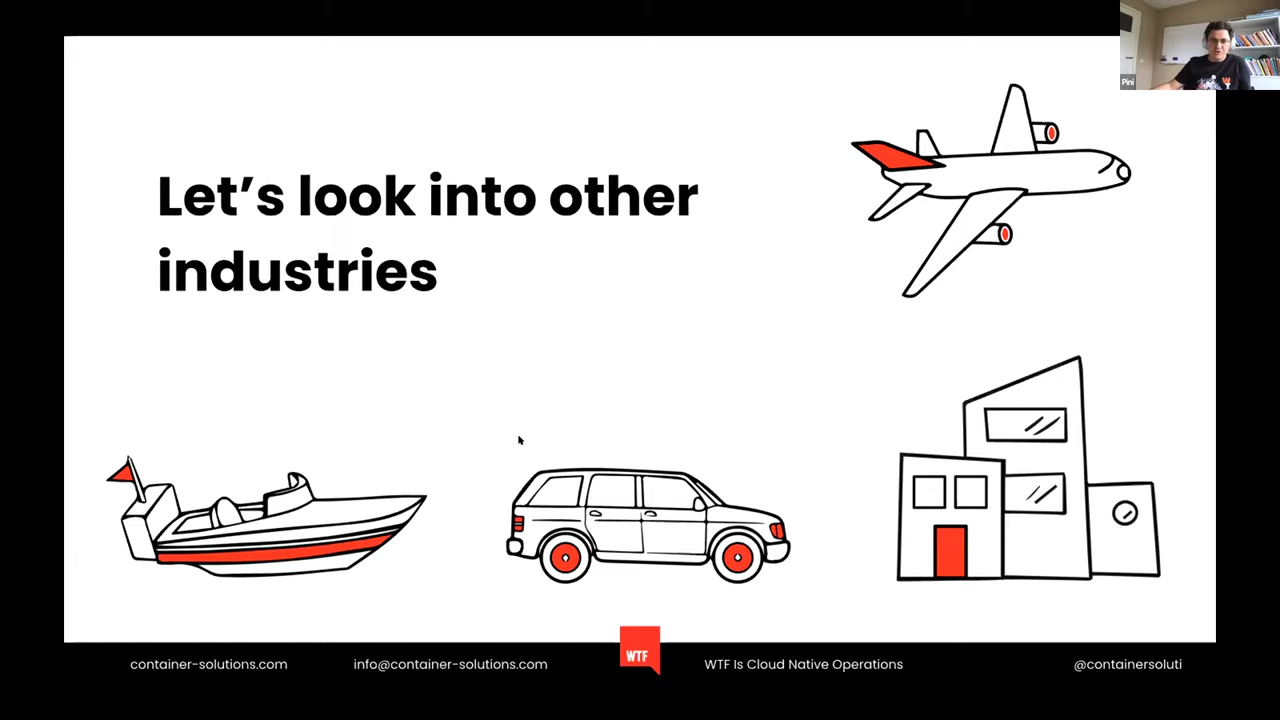 Pini
Let's look into other
industries
WTF
container-solutions.com
info@container-solutions.com
WTF Is Cloud Native Operations
@containersoluti